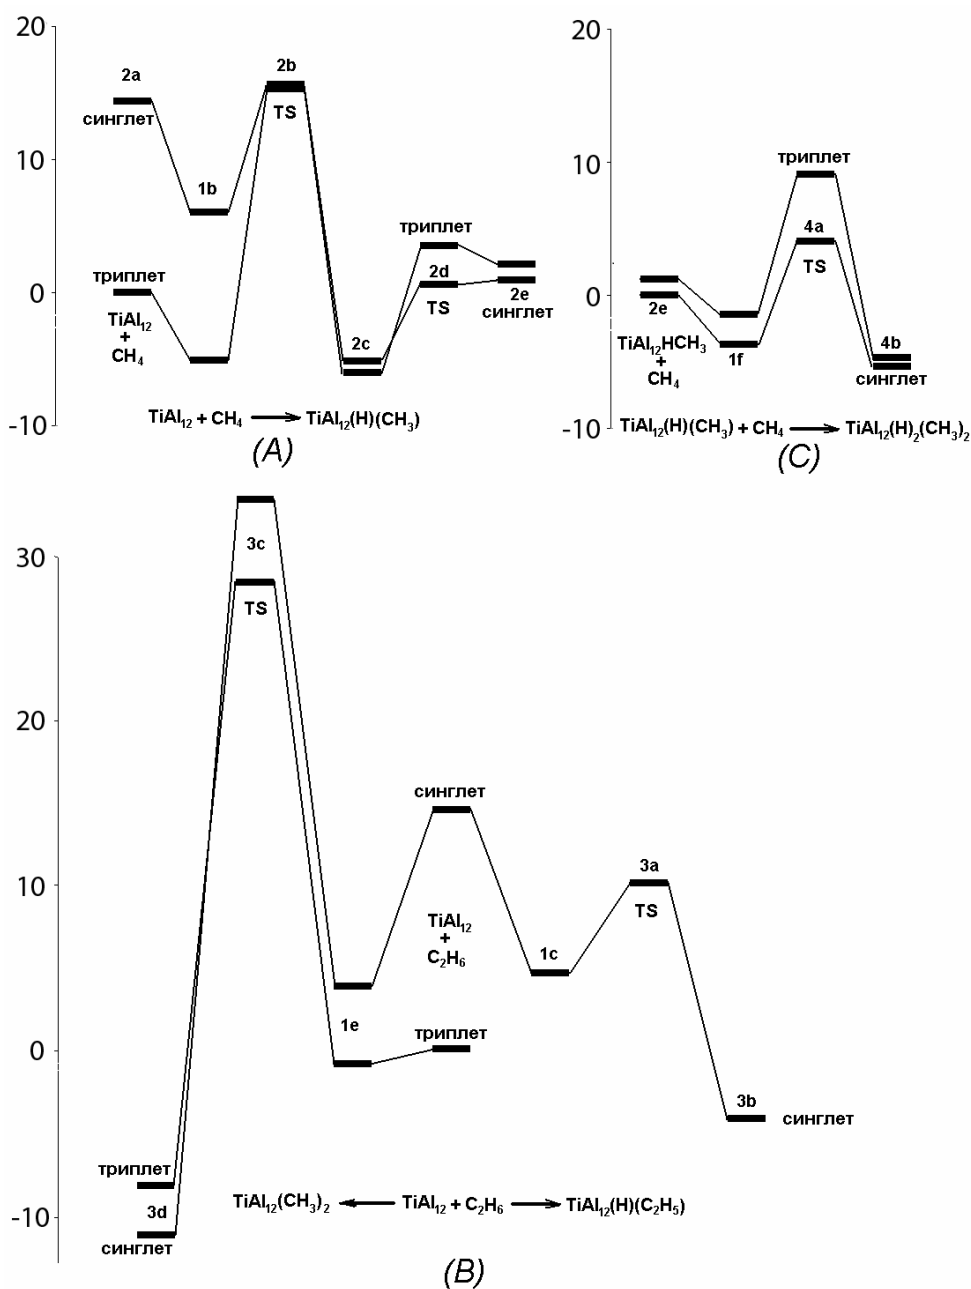 20
10
0
-10
2a
синглет
1b
2b
TS
триплет
TiAl12
+
CH4
2c
триплет
2d
TS
2e
синглет
TiAl12 + CH4 → TiAl12(H)(CH3)
(A)
20
10
0
-10
триплет
4a
TS
2e
TiAl12HCH3
+
CH4
1f
4b
синглет
TiAl12(H)(CH3) + CH4 → TiAl12(H)2(CH3)2
(C)
30
20
10
0
-10
3c
TS
синглет
TiAl12
+
C2H6
1e
триплет
1c
3a
TS
3b
синглет
триплет
3d
синглет
TiAl12(CH3)2 ← TiAl12 + C2H6 → TiAl12(H)(C2H5)
(B)